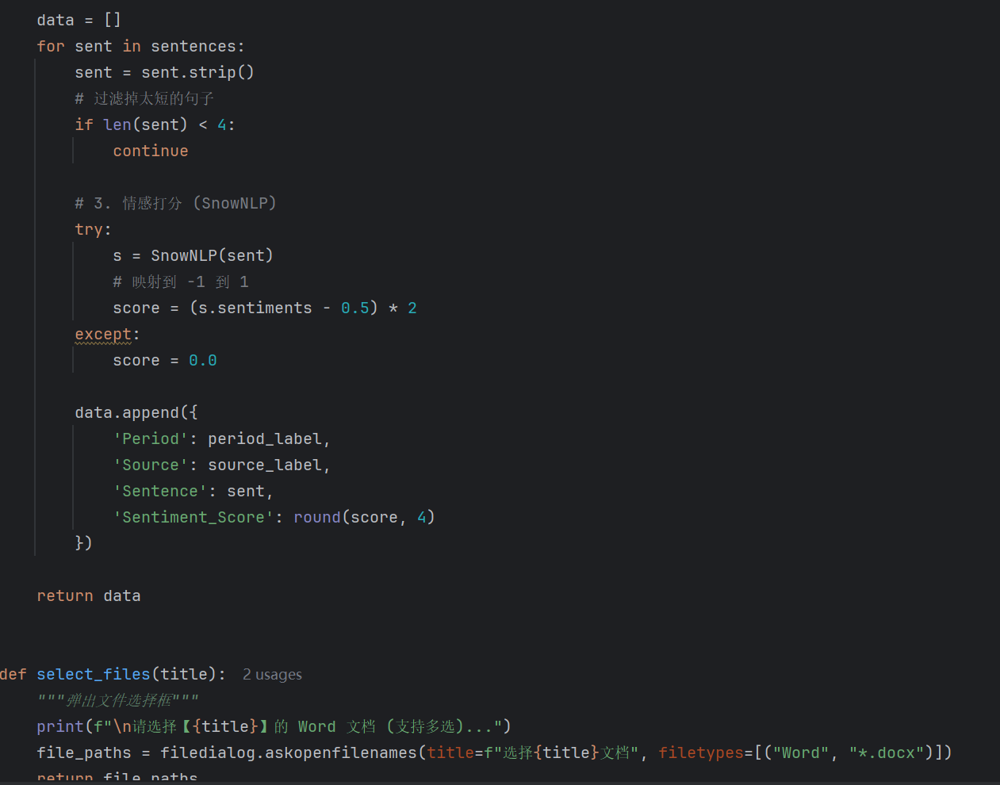 data = []
for sent in sentences:
sent = sent.strip()
# 过滤掉太短的句子
if len(sent) < 4:
continue
# 3. 情感打分 (SnowNLP)
try:
s = SnowNLP(sent)
# 映射到 -1 到 1
score = (s.sentiments - 0.5) * 2
except:
score = 0.0
data.append({
'Period': period_label,
'Source': source_label,
'Sentence': sent,
'Sentiment_Score': round(score, 4)
})
return data
def select_files(title): 2 usages
"""弹出文件选择框"""
print(f"\n请选择【{title}】的 Word 文档 (支持多选)...")
file_paths = filedialog.askopenfilenames(title=f"选择{title}文档", filetypes=[("Word", "*.docx")])
return file_paths